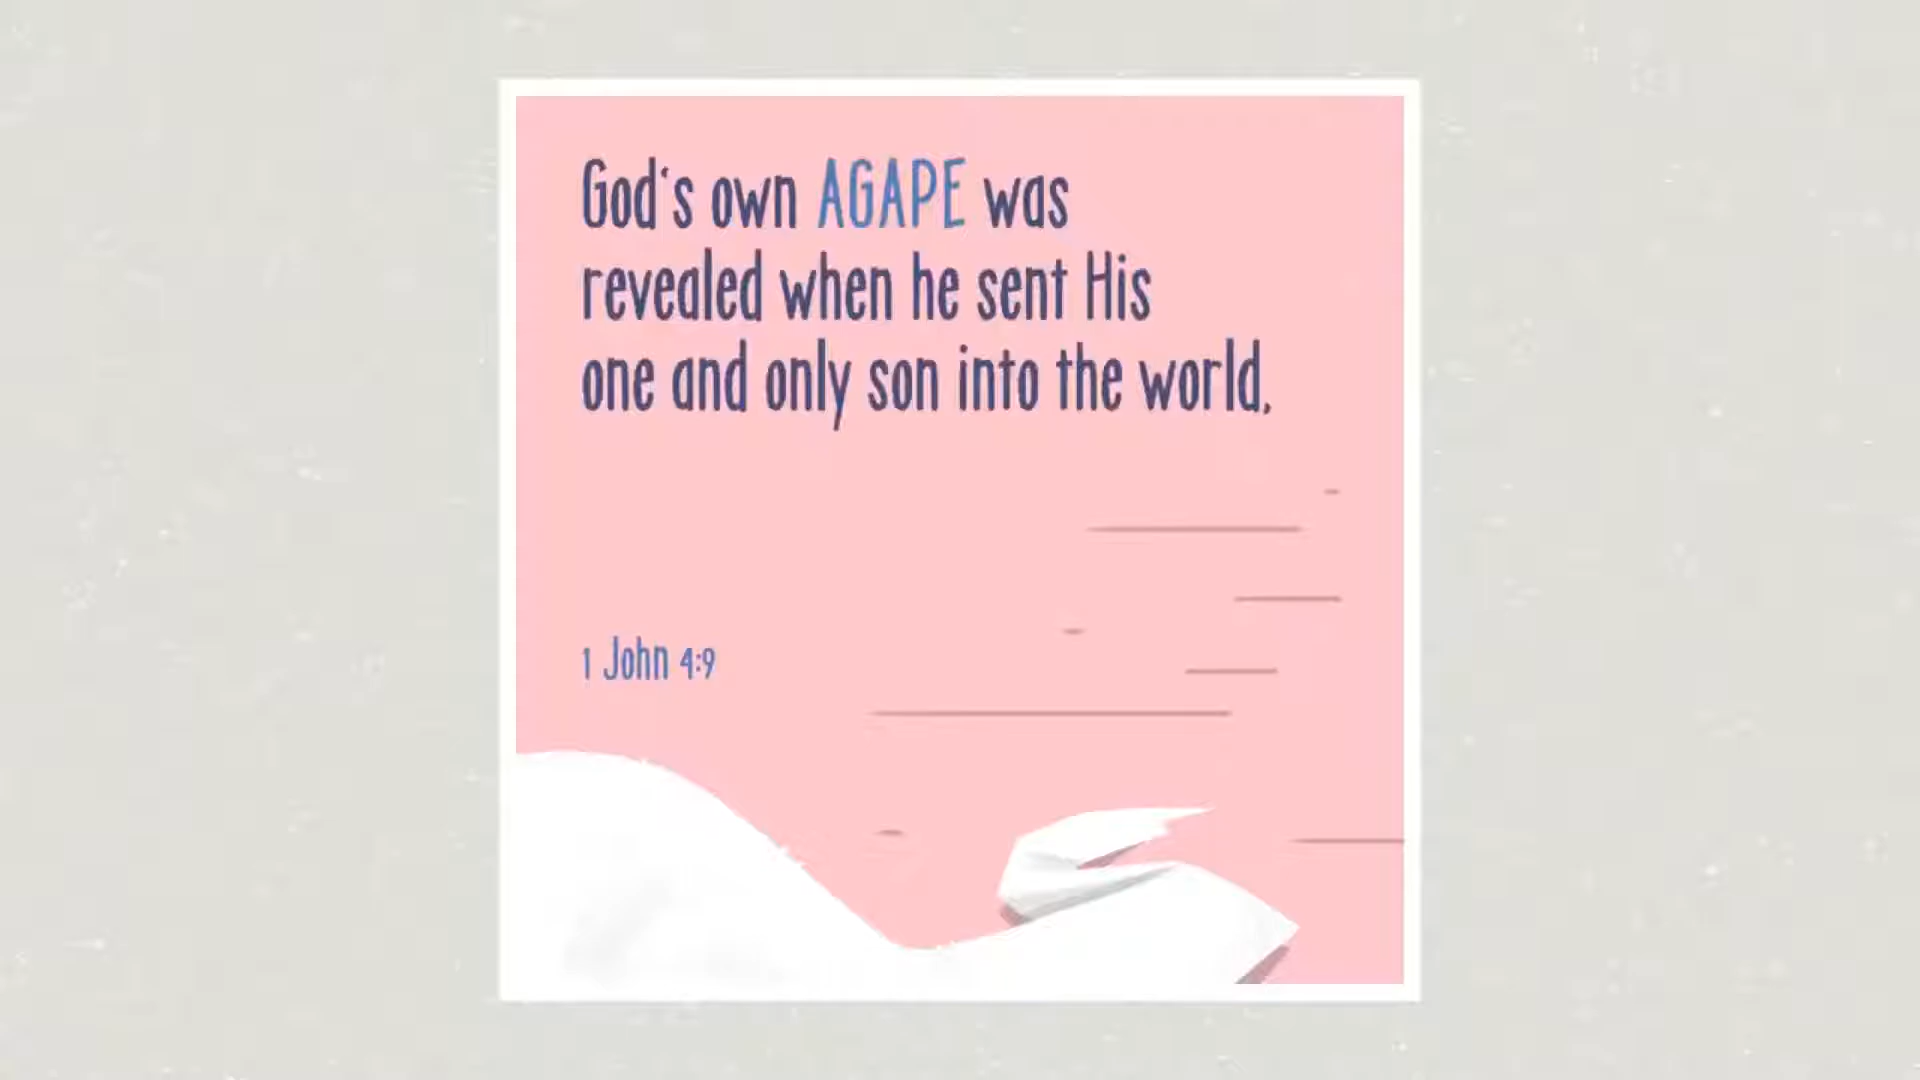 God's own AGAPE was
revealed when he sent His
one and only son into the world,
1 John 4:9